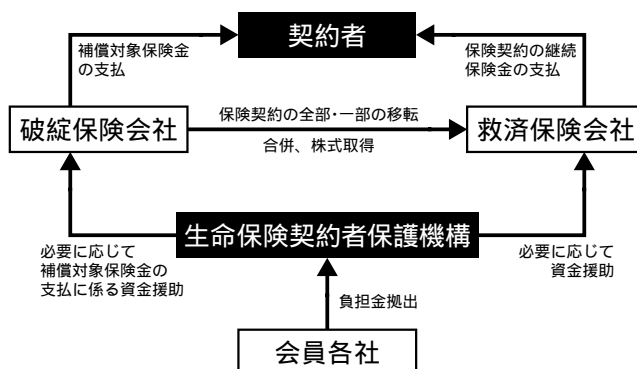 契約者
補償対象保険金
の支払
保険契約の継続
保険金の支払
破綻保険会社
保険契約の全部・一部の移転
合併、株式取得
救済保険会社
生命保険契約者保護機構
必要に応じて
補償対象保険金の
支払に係る資金援助
必要に応じて
資金援助
負担金拠出
会員各社